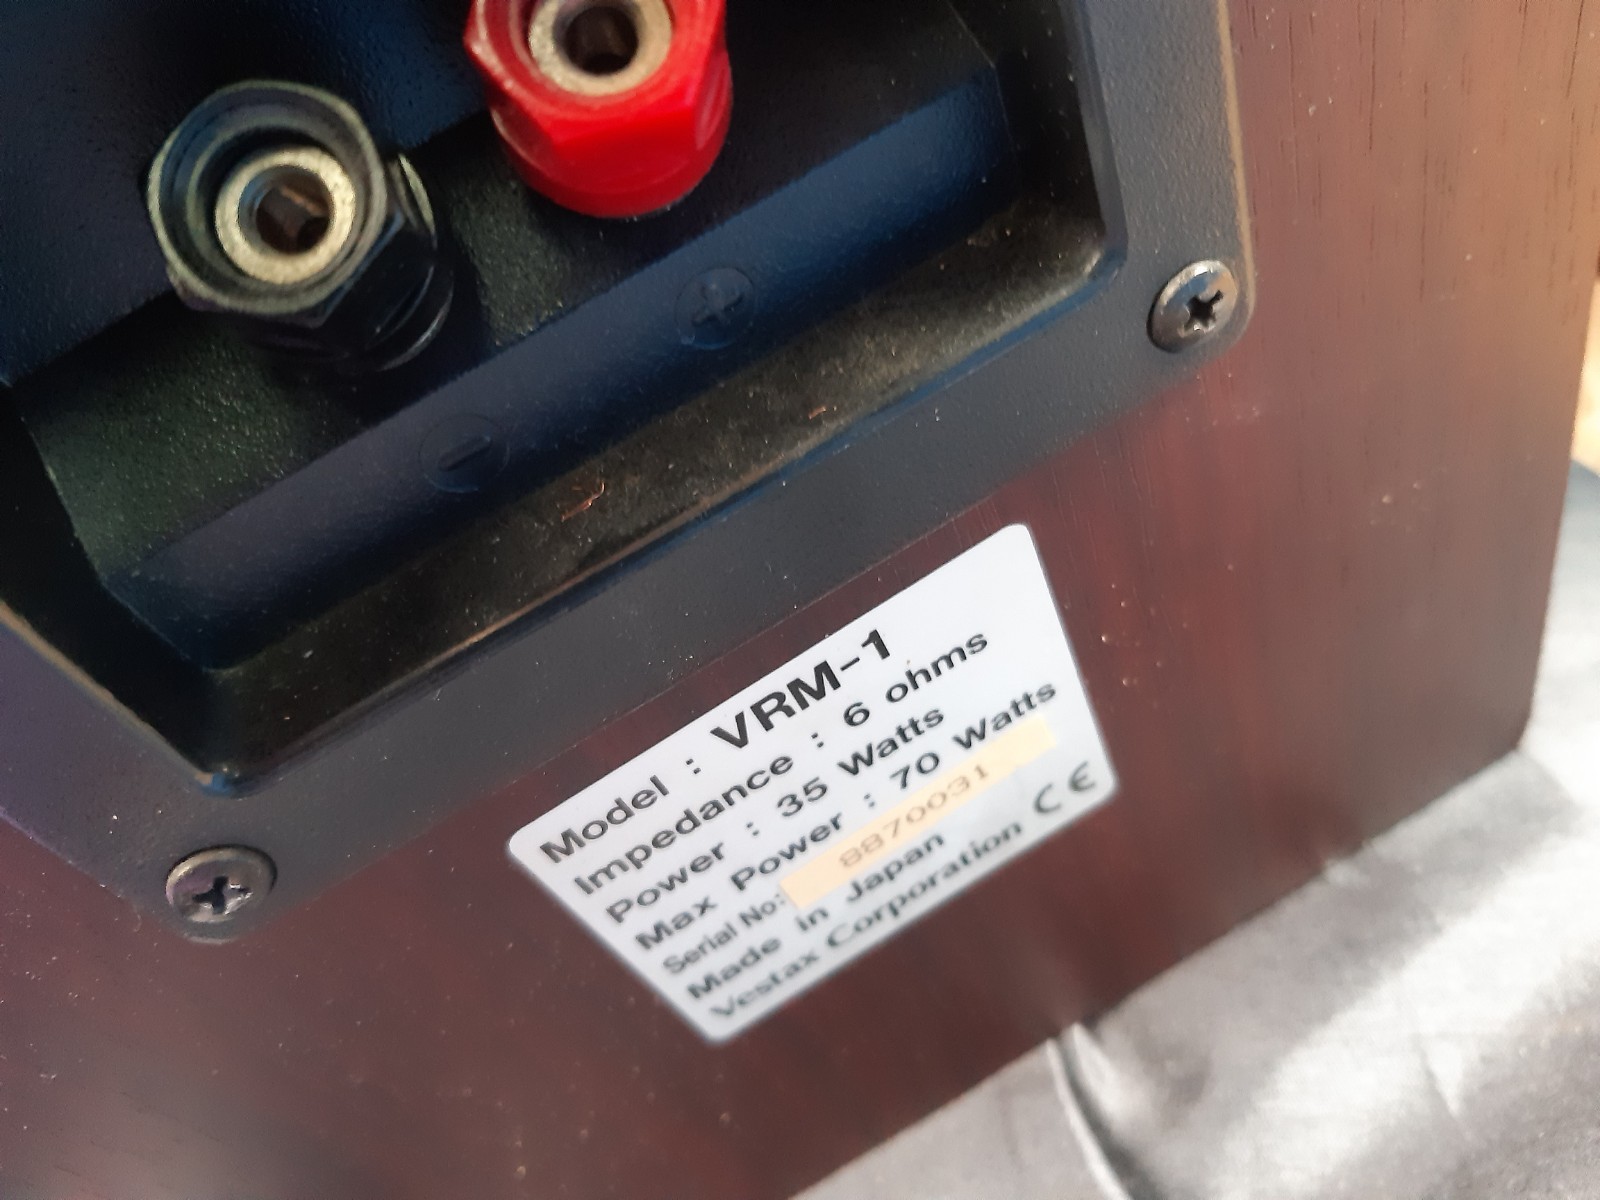 +
-
Model : VRM-1
Impedance : 6 ohms
Power : 35 Watts
Max Power : 70 Watts
Serial No: 8870031
Made in Japan
Vestax Corporation CE